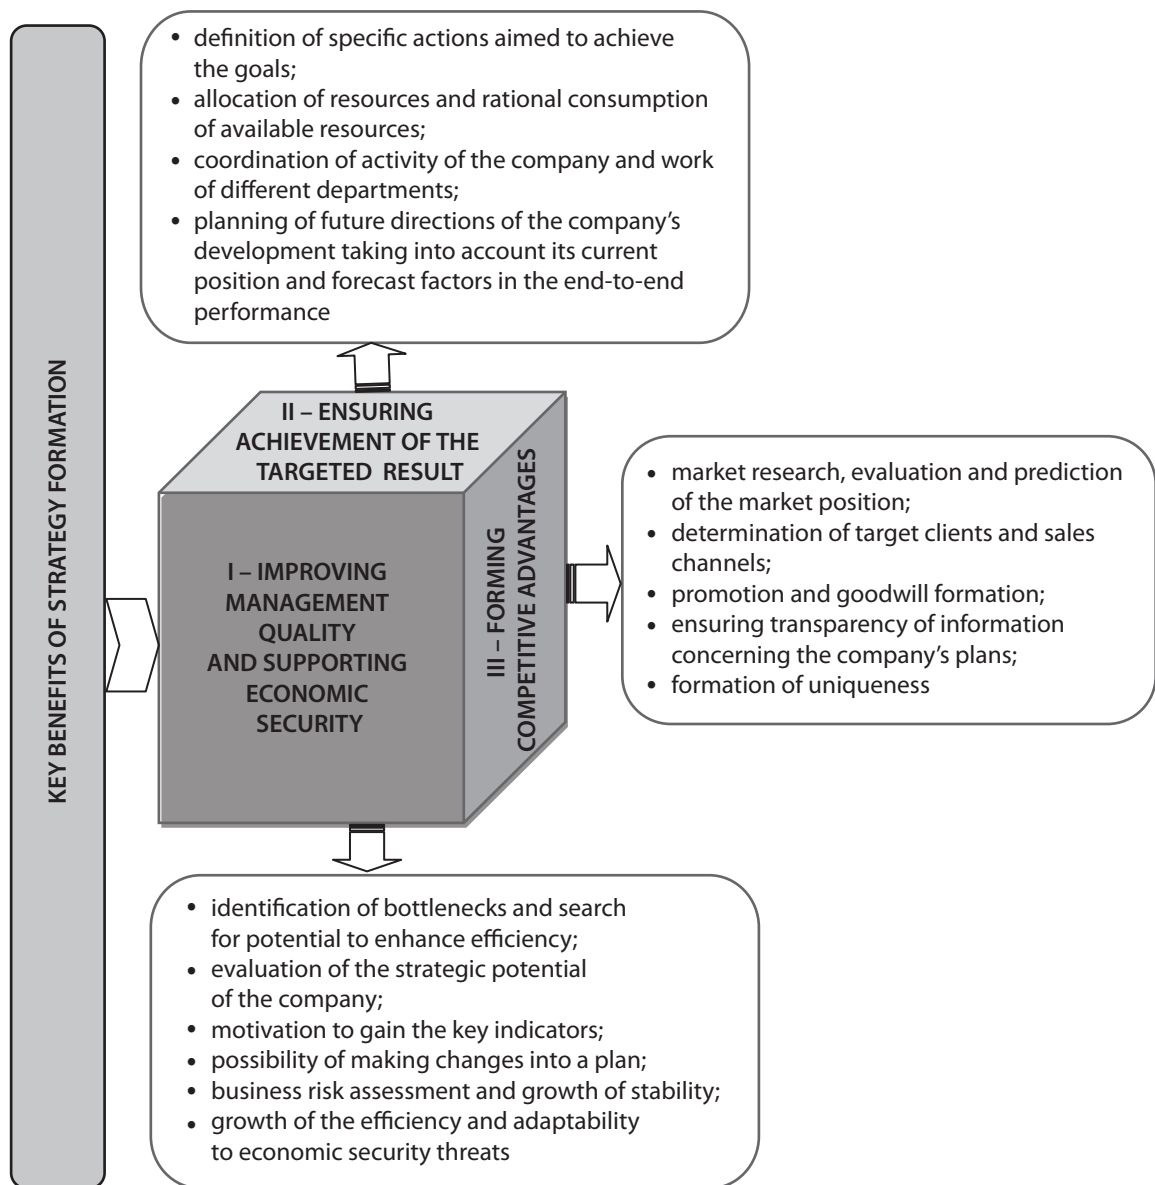 KEY BENEFITS OF STRATEGY FORMATION
• definition of specific actions aimed to achieve
the goals;
• allocation of resources and rational consumption
of available resources;
• coordination of activity of the company and work
of different departments;
• planning of future directions of the company’s
development taking into account its current
position and forecast factors in the end-to-end
performance
II – ENSURING
ACHIEVEMENT OF THE
TARGETED RESULT
I – IMPROVING
MANAGEMENT
QUALITY
AND SUPPORTING
ECONOMIC
SECURITY
III – FORMING
COMPETITIVE ADVANTAGES
• market research, evaluation and prediction
of the market position;
• determination of target clients and sales
channels;
• promotion and goodwill formation;
• ensuring transparency of information
concerning the company’s plans;
• formation of uniqueness
• identification of bottlenecks and search
for potential to enhance efficiency;
• evaluation of the strategic potential
of the company;
• motivation to gain the key indicators;
• possibility of making changes into a plan;
• business risk assessment and growth of stability;
• growth of the efficiency and adaptability
to economic security threats